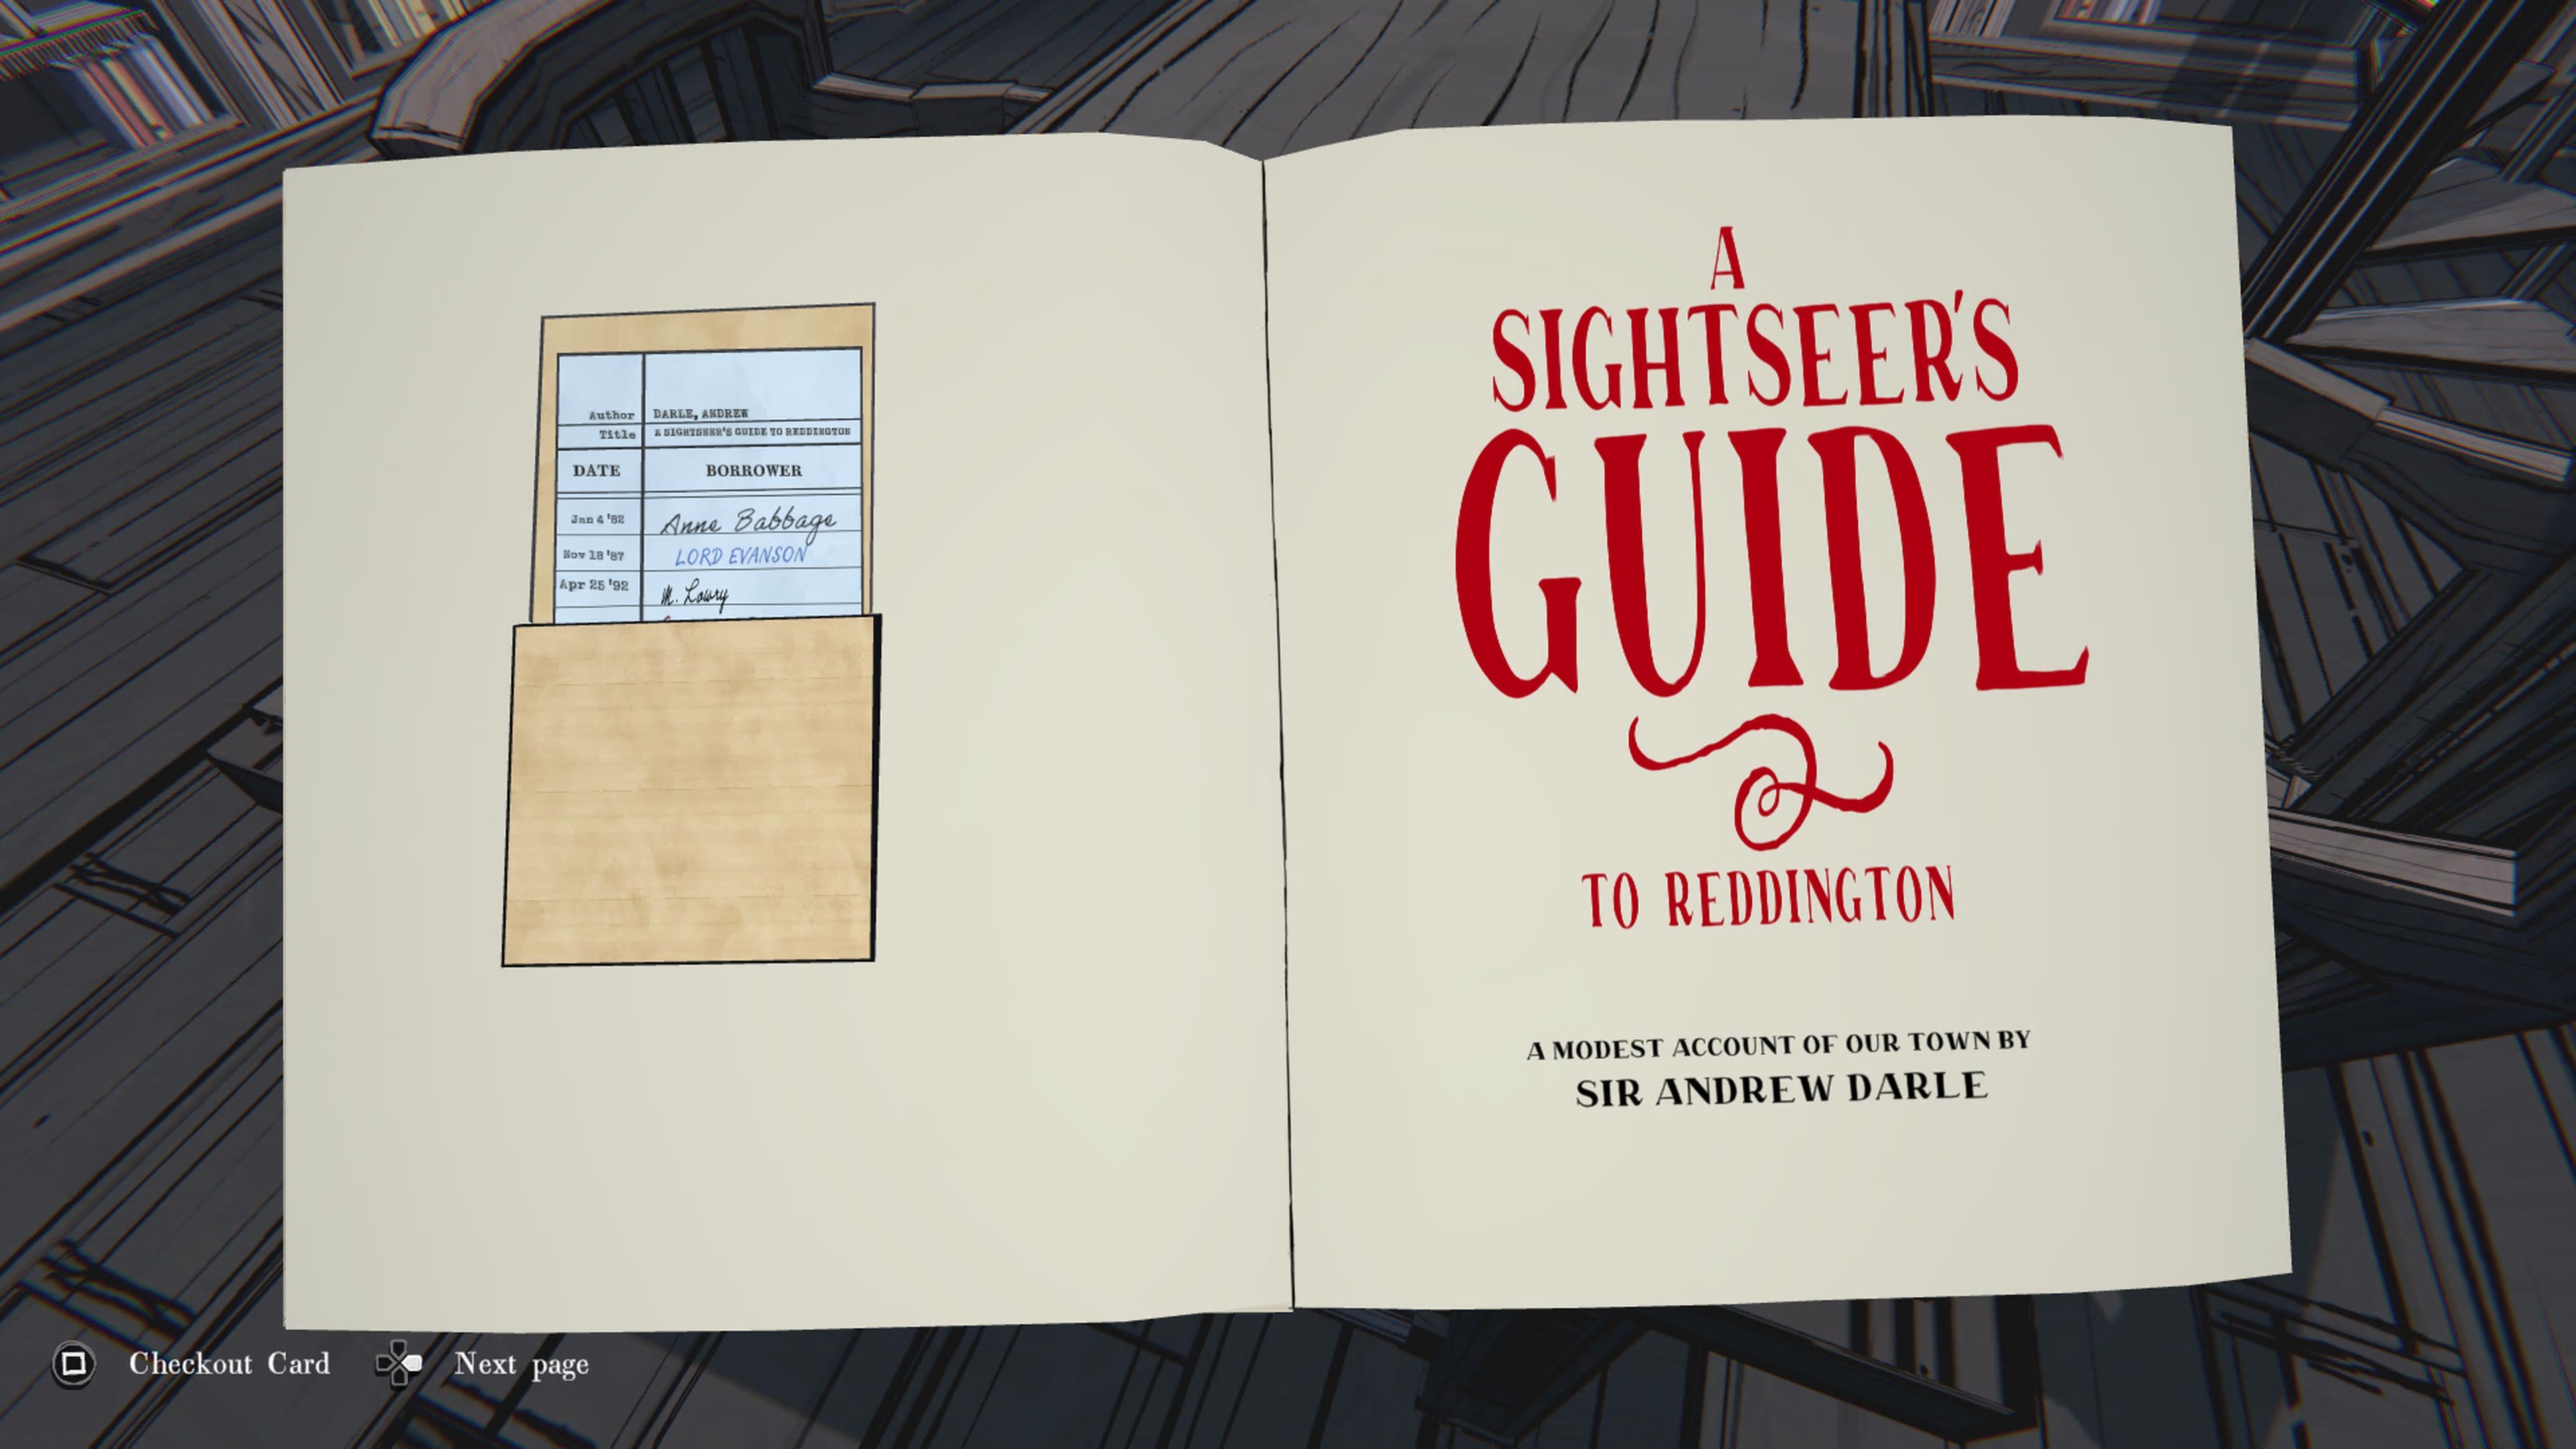 Author DARLE, ANDREW
Title A SIGHTSEER'S GUIDE TO REDDINGTON
DATE BORROWER
Jan 4 '82 Anne Babbage
Nov 18 '87 LORD EVANSON
Apr 25 '92 M. Lowry
A
SIGHTSEER'S
GUIDE
TO REDDINGTON
A MODEST ACCOUNT OF OUR TOWN BY
SIR ANDREW DARLE
Checkout Card Next page